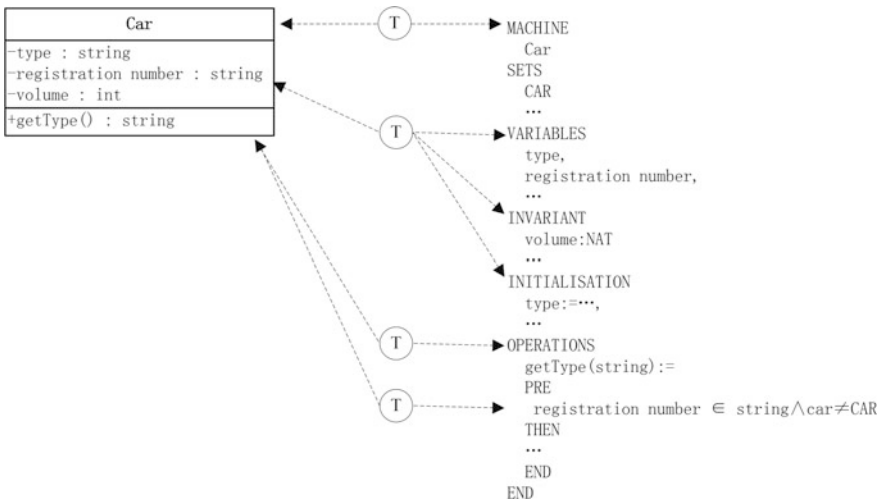 Car
-type : string
-registration number : string
-volume : int
+getType() : string
T
T
T
T
MACHINE
Car
SETS
CAR
…
VARIABLES
type,
registration number,
…
INVARIANT
volume:NAT
…
INITIALISATION
type:=…,
…
OPERATIONS
getType(string):=
PRE
registration number ∈ string∧car≠CAR
THEN
…
END
END